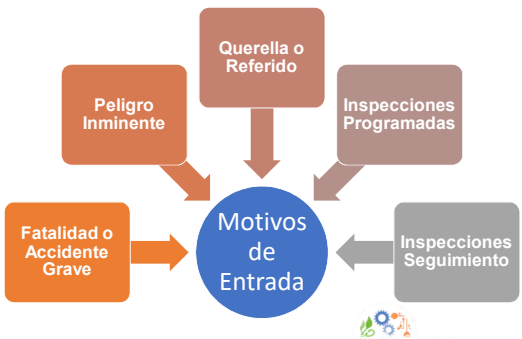 Querella o
Referido
Peligro
Inminente
Inspecciones
Programadas
Fatalidad o
Accidente
Grave
Motivos
de
Entrada
Inspecciones
Seguimiento